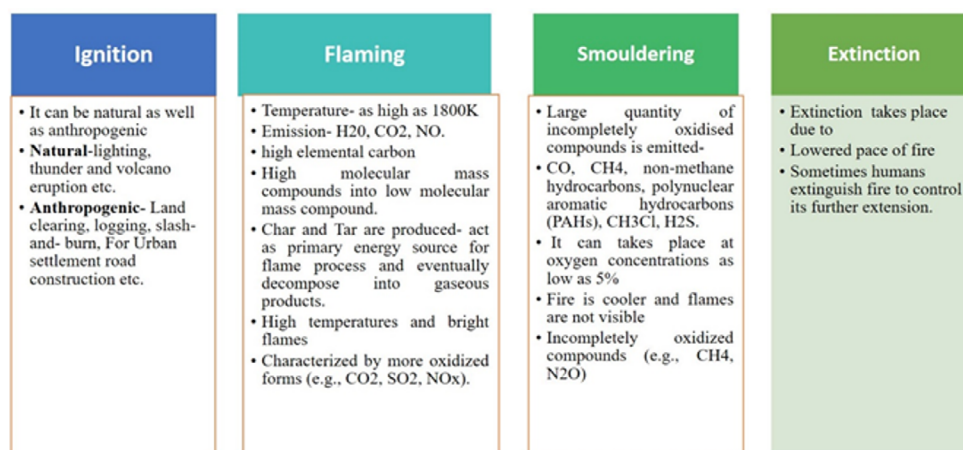 Ignition
• It can be natural as well
as anthropogenic
• Natural-lighting,
thunder and volcano
eruption etc.
• Anthropogenic- Land
clearing, logging, slash-
and- burn, For Urban
settlement road
construction etc.
Flaming
• Temperature- as high as 1800K
• Emission- H20, CO2, NO.
• high elemental carbon
• High molecular mass
compounds into low molecular
mass compound.
• Char and Tar are produced- act
as primary energy source for
flame process and eventually
decompose into gaseous
products.
• High temperatures and bright
flames
• Characterized by more oxidized
forms (e.g., CO2, SO2, NOx).
Smouldering
• Large quantity of
incompletely oxidised
compounds is emitted-
• CO, CH4, non-methane
hydrocarbons, polynuclear
aromatic hydrocarbons
(PAHs), CH3Cl, H2S.
• It can takes place at
oxygen concentrations as
low as 5%
• Fire is cooler and flames
are not visible
• Incompletely oxidized
compounds (e.g., CH4,
N2O)
Extinction
• Extinction takes place
due to
• Lowered pace of fire
• Sometimes humans
extinguish fire to control
its further extension.